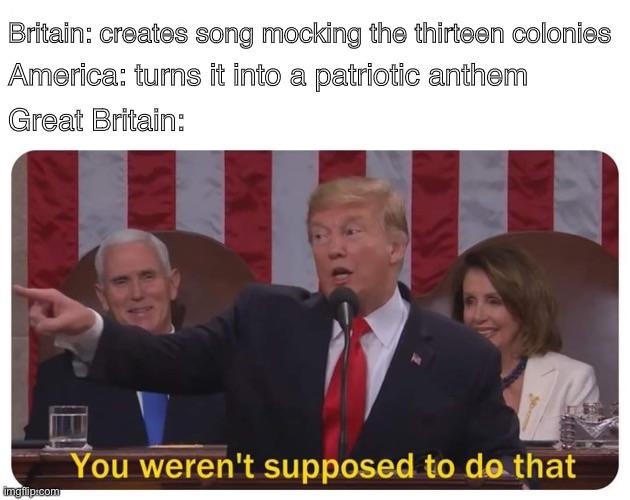 Britain: creates song mocking the thirteen colonies
America: turns it into a patriotic anthem
Great Britain:
You weren't supposed to do that
imgflip.com